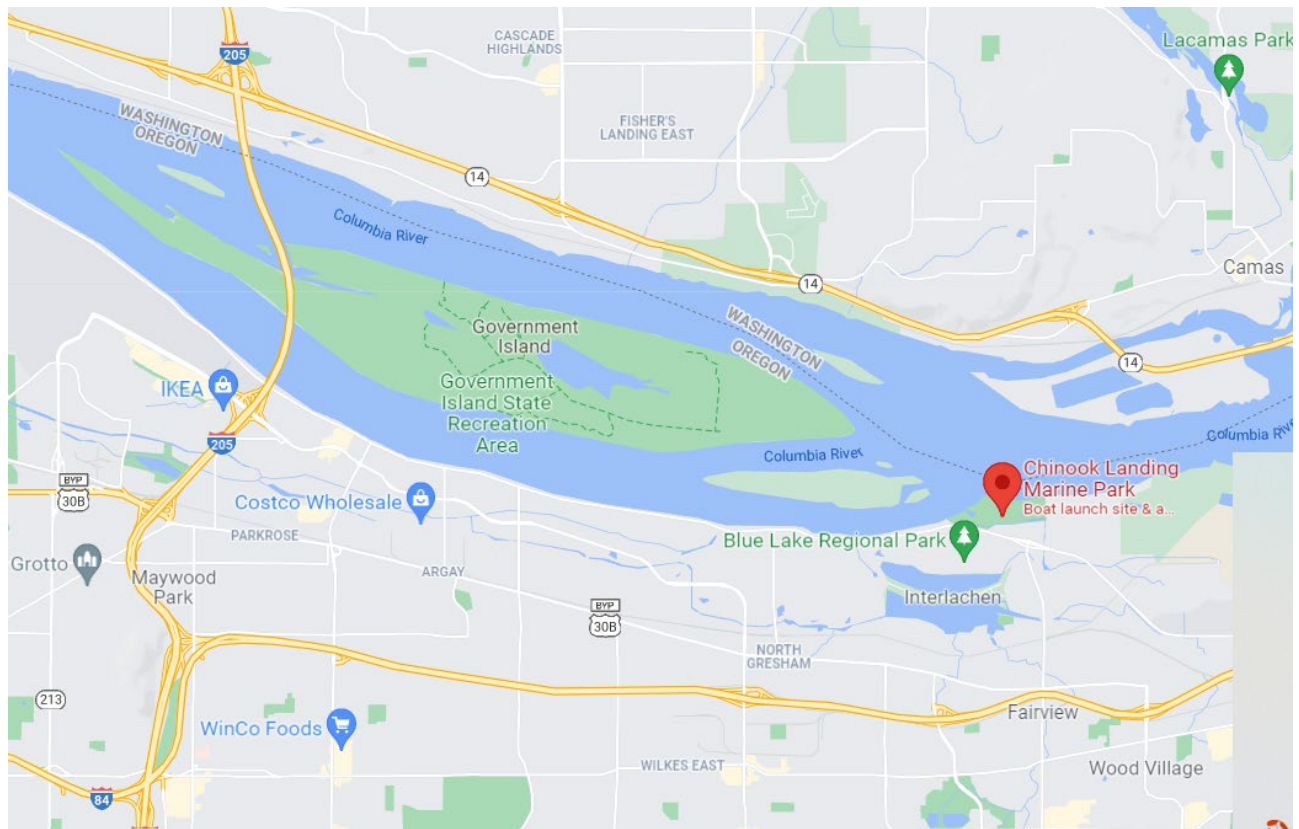 CASCADE
HIGHLANDS
Lacamas Park
205
WASHINGTON
OREGON
FISHER'S
LANDING EAST
14
Columbia River
Camas
14
Government
Island
WASHINGTON
OREGON
14
IKEA
Government
Island State
Recreation
Area
205
Columbia River
Columbia River
BYP
30B
Costco Wholesale
Chinook Landing
Marine Park
Boat launch site & a...
PARKROSE
Blue Lake Regional Park
Grotto
Maywood
Park
ARGAY
Interlachen
BYP
30B
NORTH
GRESHAM
213
Fairview
WinCo Foods
WILKES EAST
Wood Village
84